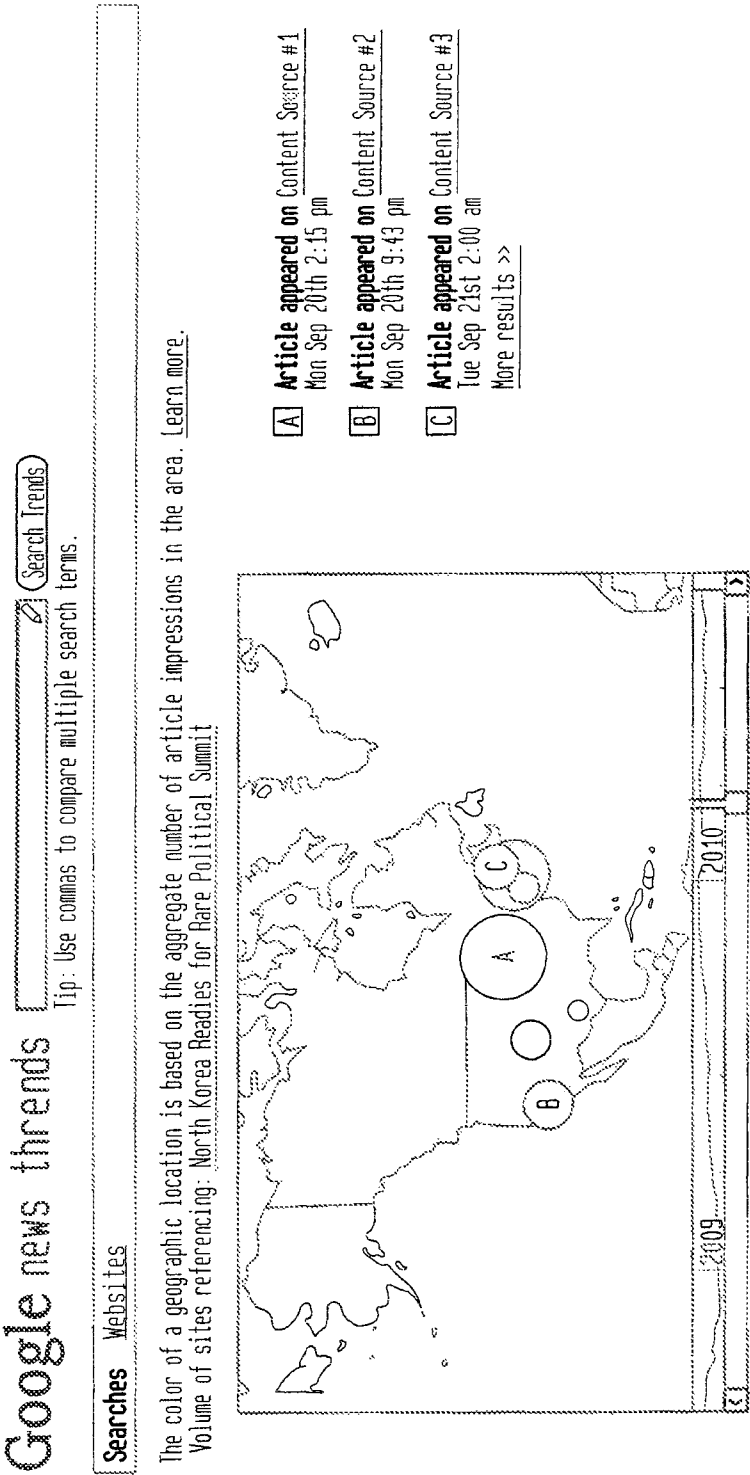 Google news thrends
Search Trends
Tip: Use commas to compare multiple search terms.
Searches Websites
The color of a geographic location is based on the aggregate number of article impressions in the area. Learn more.
Volume of sites referencing: North Korea Readies for Rare Political Summit
A
B
C
2009
2010
A Article appeared on Content Source #1
Mon Sep 20th 2:15 pm
B Article appeared on Content Source #2
Mon Sep 20th 9:43 pm
C Article appeared on Content Source #3
Tue Sep 21st 2:00 am
More results >>